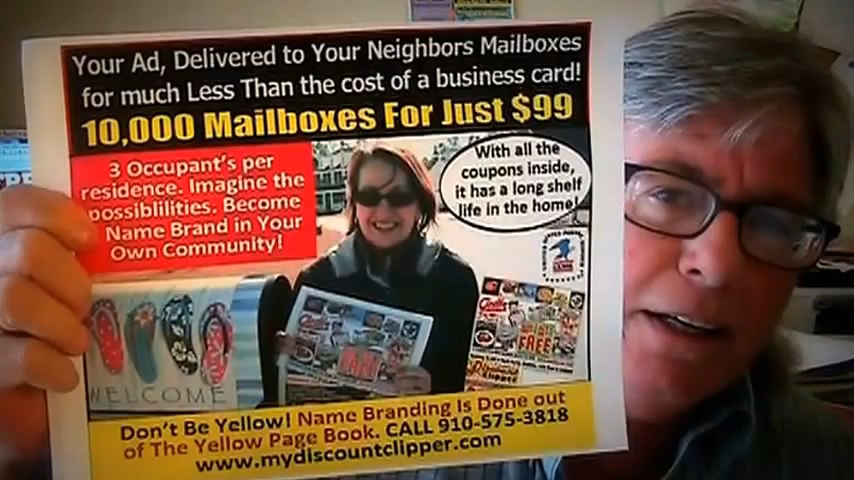 Your Ad, Delivered to Your Neighbors Mailboxes
for much Less Than the cost of a business card!
10,000 Mailboxes For Just $99
3 Occupant's per
residence. Imagine the
possiblilities. Become
Name Brand in Your
Own Community!
With all the
coupons inside,
it has a long shelf
life in the home!
FREE
WELCOME
Don't Be Yellow! Name Branding Is Done out
of The Yellow Page Book. CALL 910-575-3818
www.mydiscountclipper.com